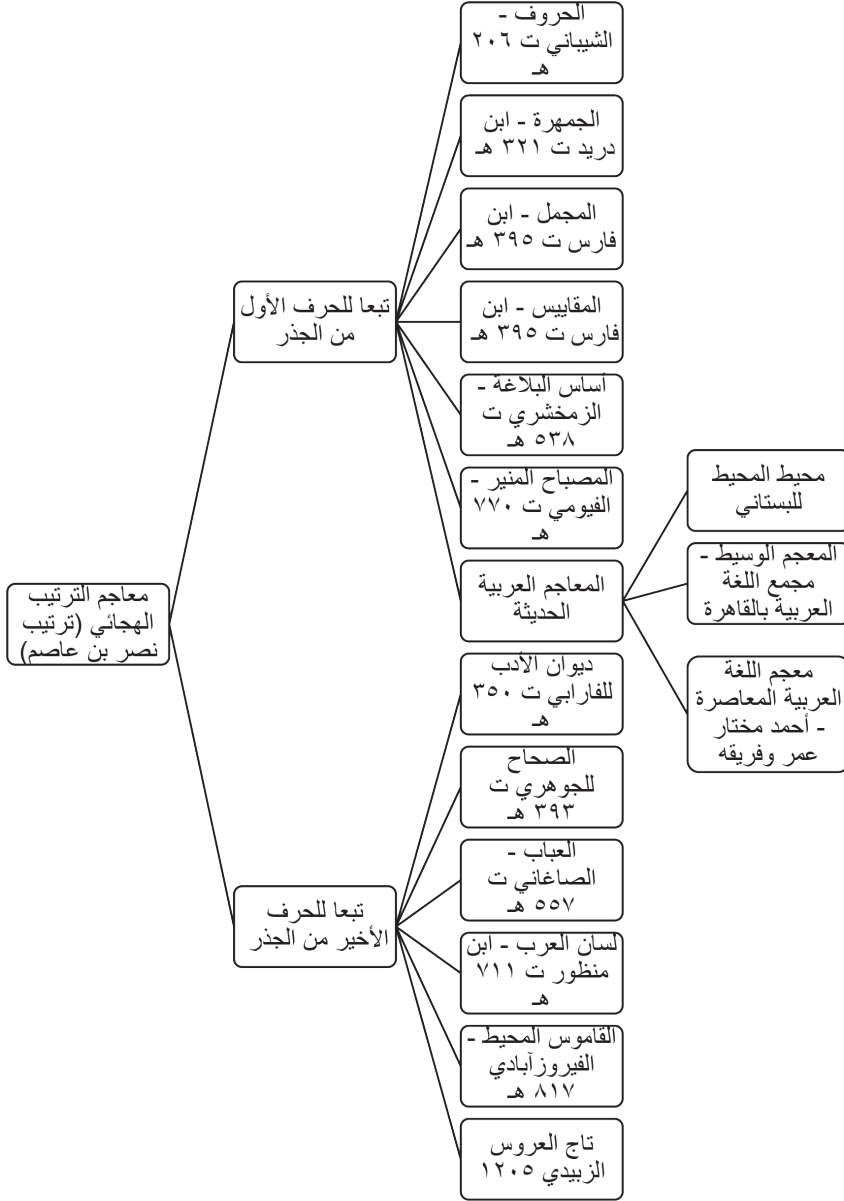 معاجم الترتيب
الهجائي (ترتيب
نصر بن عاصم)
تبعا للحرف الأول
من الجذر
الحروف -
الشيباني ت ٢٠٦
هـ
الجمهرة - ابن
دريد ت ٣٢١ هـ
المجمل - ابن
فارس ت ٣٩٥ هـ
المقاييس - ابن
فارس ت ٣٩٥ هـ
أساس البلاغة -
الزمخشري ت
٥٣٨ هـ
المصباح المنير -
الفيومي ت ٧٧٠
هـ
المعاجم العربية
الحديثة
محيط المحيط
للبستاني
المعجم الوسيط -
مجمع اللغة
العربية بالقاهرة
معجم اللغة
العربية المعاصرة
- أحمد مختار
عمر وفريقه
تبعا للحرف
الأخير من الجذر
ديوان الأدب
للفارابي ت ٣٥٠
هـ
الصحاح
للجوهري ت
٣٩٣ هـ
العباب -
الصاغاني ت
٥٥٧ هـ
لسان العرب - ابن
منظور ت ٧١١
هـ
القاموس المحيط -
الفيروزآبادي
٨١٧ هـ
تاج العروس
الزبيدي ١٢٠٥